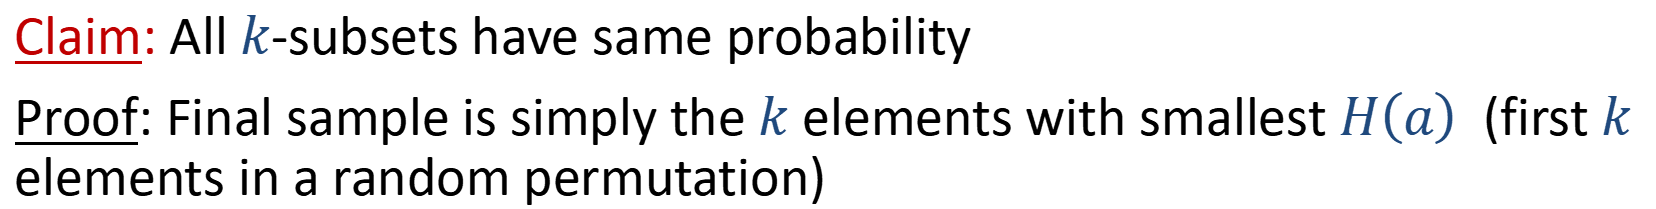 Claim: All k-subsets have same probability
Proof: Final sample is simply the k elements with smallest H(a) (first k
elements in a random permutation)